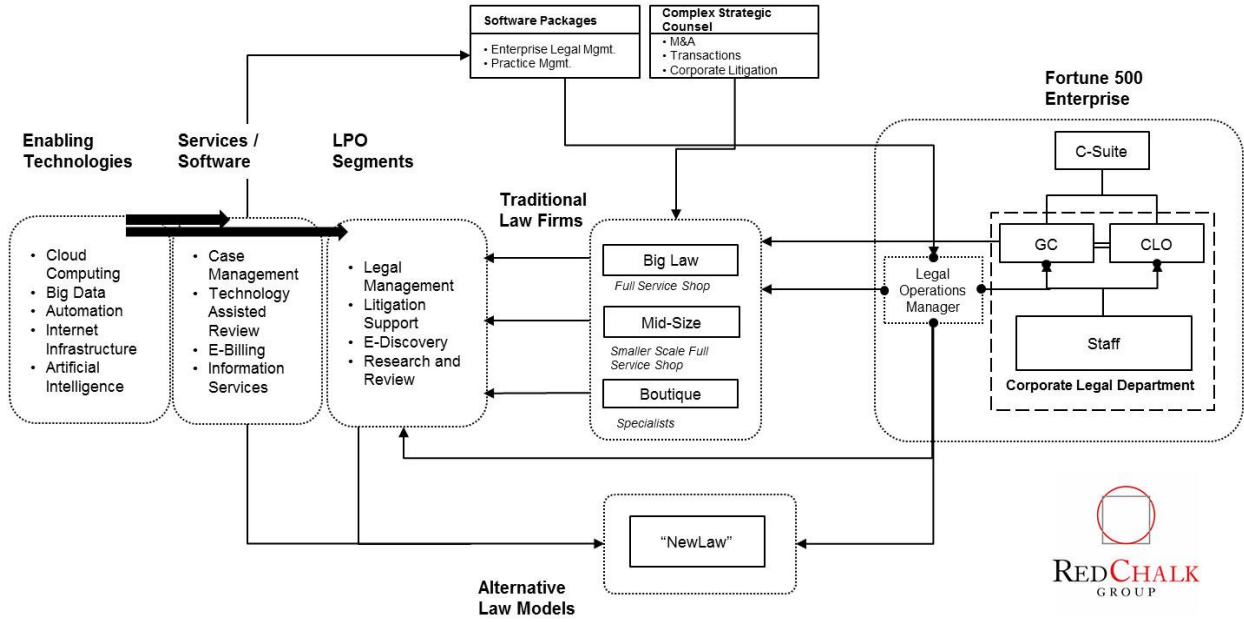 Software Packages
• Enterprise Legal Mgmt.
• Practice Mgmt.
Complex Strategic
Counsel
• M&A
• Transactions
• Corporate Litigation
Fortune 500
Enterprise
Enabling
Technologies
Services /
Software
LPO
Segments
Traditional
Law Firms
• Cloud
Computing
• Big Data
• Automation
• Internet
Infrastructure
• Artificial
Intelligence
• Case
Management
• Technology
Assisted
Review
• E-Billing
• Information
Services
• Legal
Management
• Litigation
Support
• E-Discovery
• Research and
Review
Big Law
Full Service Shop
Mid-Size
Smaller Scale Full
Service Shop
Boutique
Specialists
Legal
Operations
Manager
C-Suite
GC
CLO
Staff
Corporate Legal Department
"NewLaw"
Alternative
Law Models
REDCHALK
GROUP